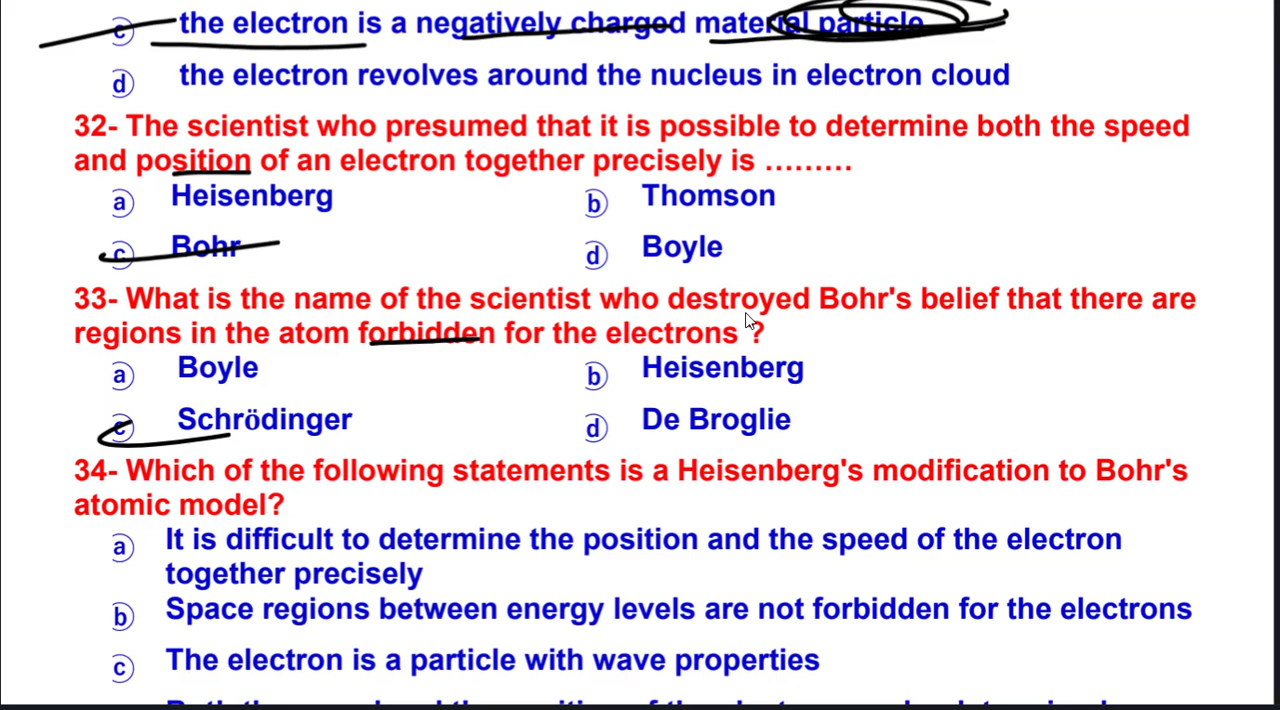 c the electron is a negatively charged material particle
d the electron revolves around the nucleus in electron cloud
32- The scientist who presumed that it is possible to determine both the speed
and position of an electron together precisely is .........
a Heisenberg b Thomson
c Bohr d Boyle
33- What is the name of the scientist who destroyed Bohr's belief that there are
regions in the atom forbidden for the electrons ?
a Boyle b Heisenberg
c Schrödinger d De Broglie
34- Which of the following statements is a Heisenberg's modification to Bohr's
atomic model?
a It is difficult to determine the position and the speed of the electron
together precisely
b Space regions between energy levels are not forbidden for the electrons
c The electron is a particle with wave properties